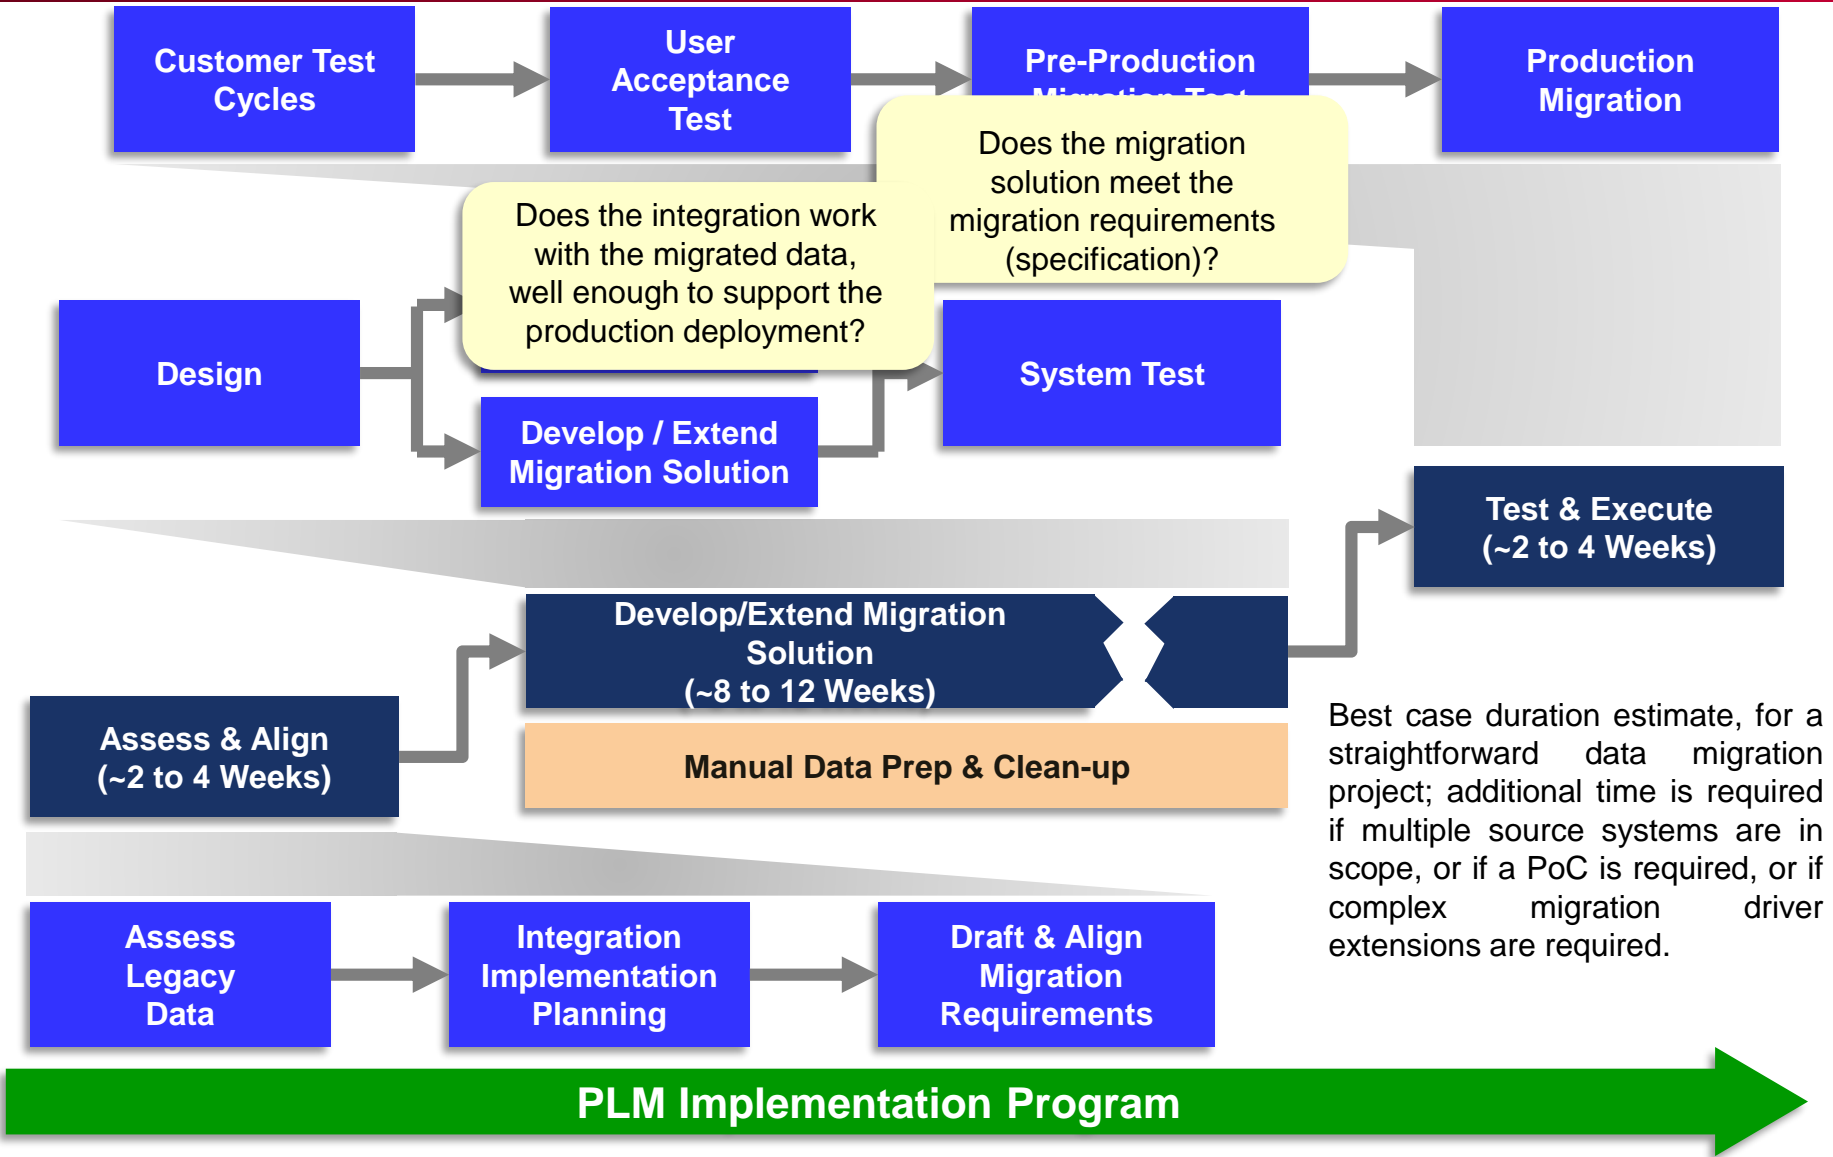 Customer Test
Cycles
User
Acceptance
Test
Pre-Production
Migration Test
Production
Migration
Does the migration
solution meet the
migration requirements
(specification)?
Does the integration work
with the migrated data,
well enough to support the
production deployment?
Design
Develop / Extend
Migration Solution
System Test
Test & Execute
(~2 to 4 Weeks)
Develop/Extend Migration
Solution
(~8 to 12 Weeks)
Assess & Align
(~2 to 4 Weeks)
Manual Data Prep & Clean-up
Best case duration estimate, for a
straightforward data migration
project; additional time is required
if multiple source systems are in
scope, or if a PoC is required, or if
complex migration driver
extensions are required.
Assess
Legacy
Data
Integration
Implementation
Planning
Draft & Align
Migration
Requirements
PLM Implementation Program